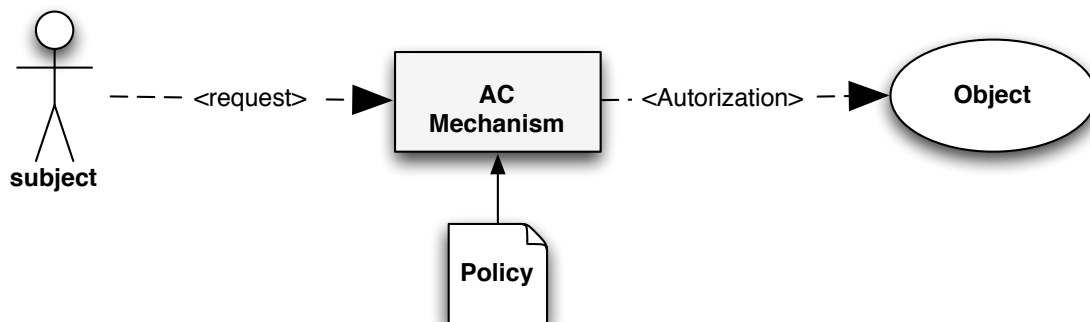 <request>
AC
Mechanism
<Autorization>
Object
subject
Policy